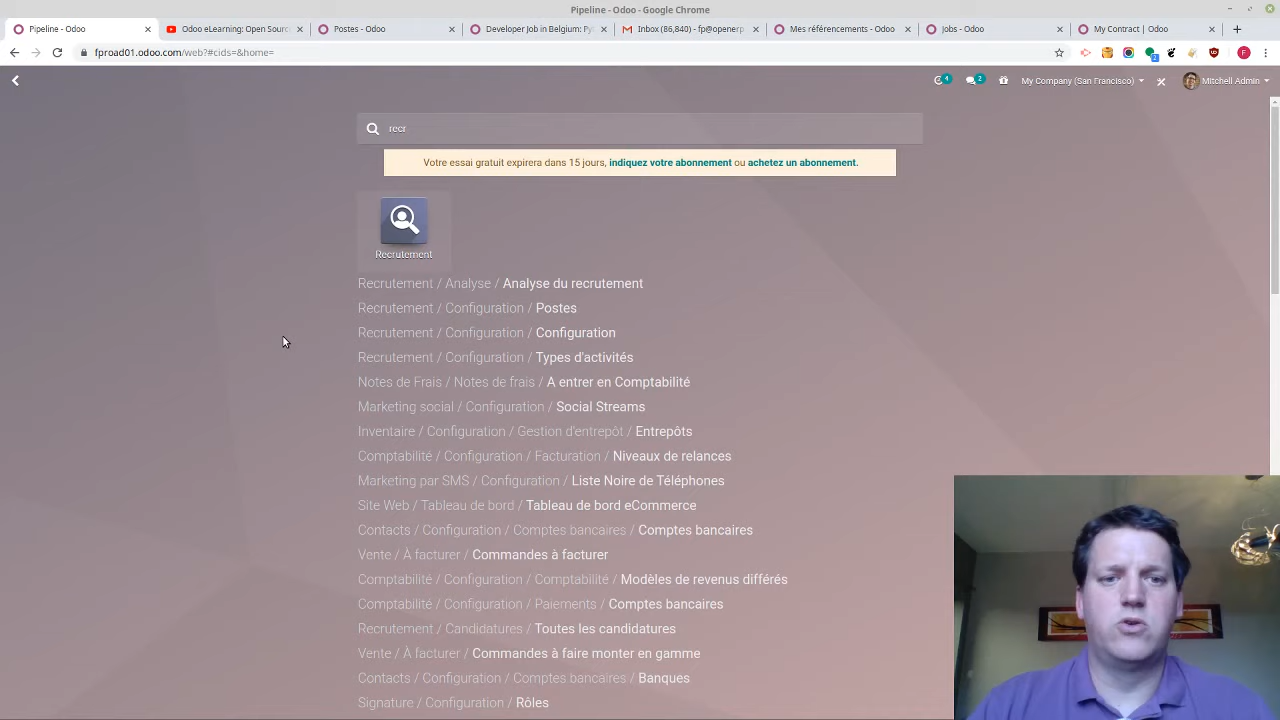 Pipeline - Odoo - Google Chrome
Pipeline - Odoo
Odoo eLearning: Open Sourc
Postes - Odoo
Developer Job in Belgium: Py
Inbox (86,840) - fp@openerp
Mes référencements - Odoo
Jobs - Odoo
My Contract | Odoo
fproad01.odoo.com/web?#cids=&home=
2
F
4
2
My Company (San Francisco)
Mitchell Admin
recr
Votre essai gratuit expirera dans 15 jours, indiquez votre abonnement ou achetez un abonnement.
Recrutement
Recrutement / Analyse / Analyse du recrutement
Recrutement / Configuration / Postes
Recrutement / Configuration / Configuration
Recrutement / Configuration / Types d'activités
Notes de Frais / Notes de frais / A entrer en Comptabilité
Marketing social / Configuration / Social Streams
Inventaire / Configuration / Gestion d'entrepôt / Entrepôts
Comptabilité / Configuration / Facturation / Niveaux de relances
Marketing par SMS / Configuration / Liste Noire de Téléphones
Site Web / Tableau de bord / Tableau de bord eCommerce
Contacts / Configuration / Comptes bancaires / Comptes bancaires
Vente / À facturer / Commandes à facturer
Comptabilité / Configuration / Comptabilité / Modèles de revenus différés
Comptabilité / Configuration / Paiements / Comptes bancaires
Recrutement / Candidatures / Toutes les candidatures
Vente / À facturer / Commandes à faire monter en gamme
Contacts / Configuration / Comptes bancaires / Banques
Signature / Configuration / Rôles